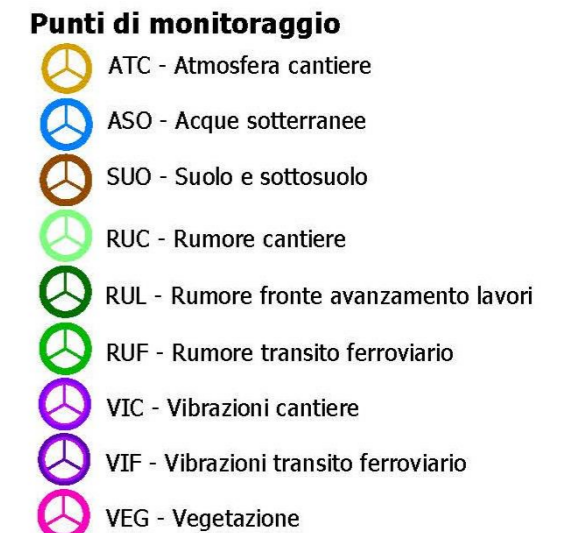 Punti di monitoraggio
ATC - Atmosfera cantiere
ASO - Acque sotterranee
SUO - Suolo e sottosuolo
RUC - Rumore cantiere
RUL - Rumore fronte avanzamento lavori
RUF - Rumore transito ferroviario
VIC - Vibrazioni cantiere
VIF - Vibrazioni transito ferroviario
VEG - Vegetazione